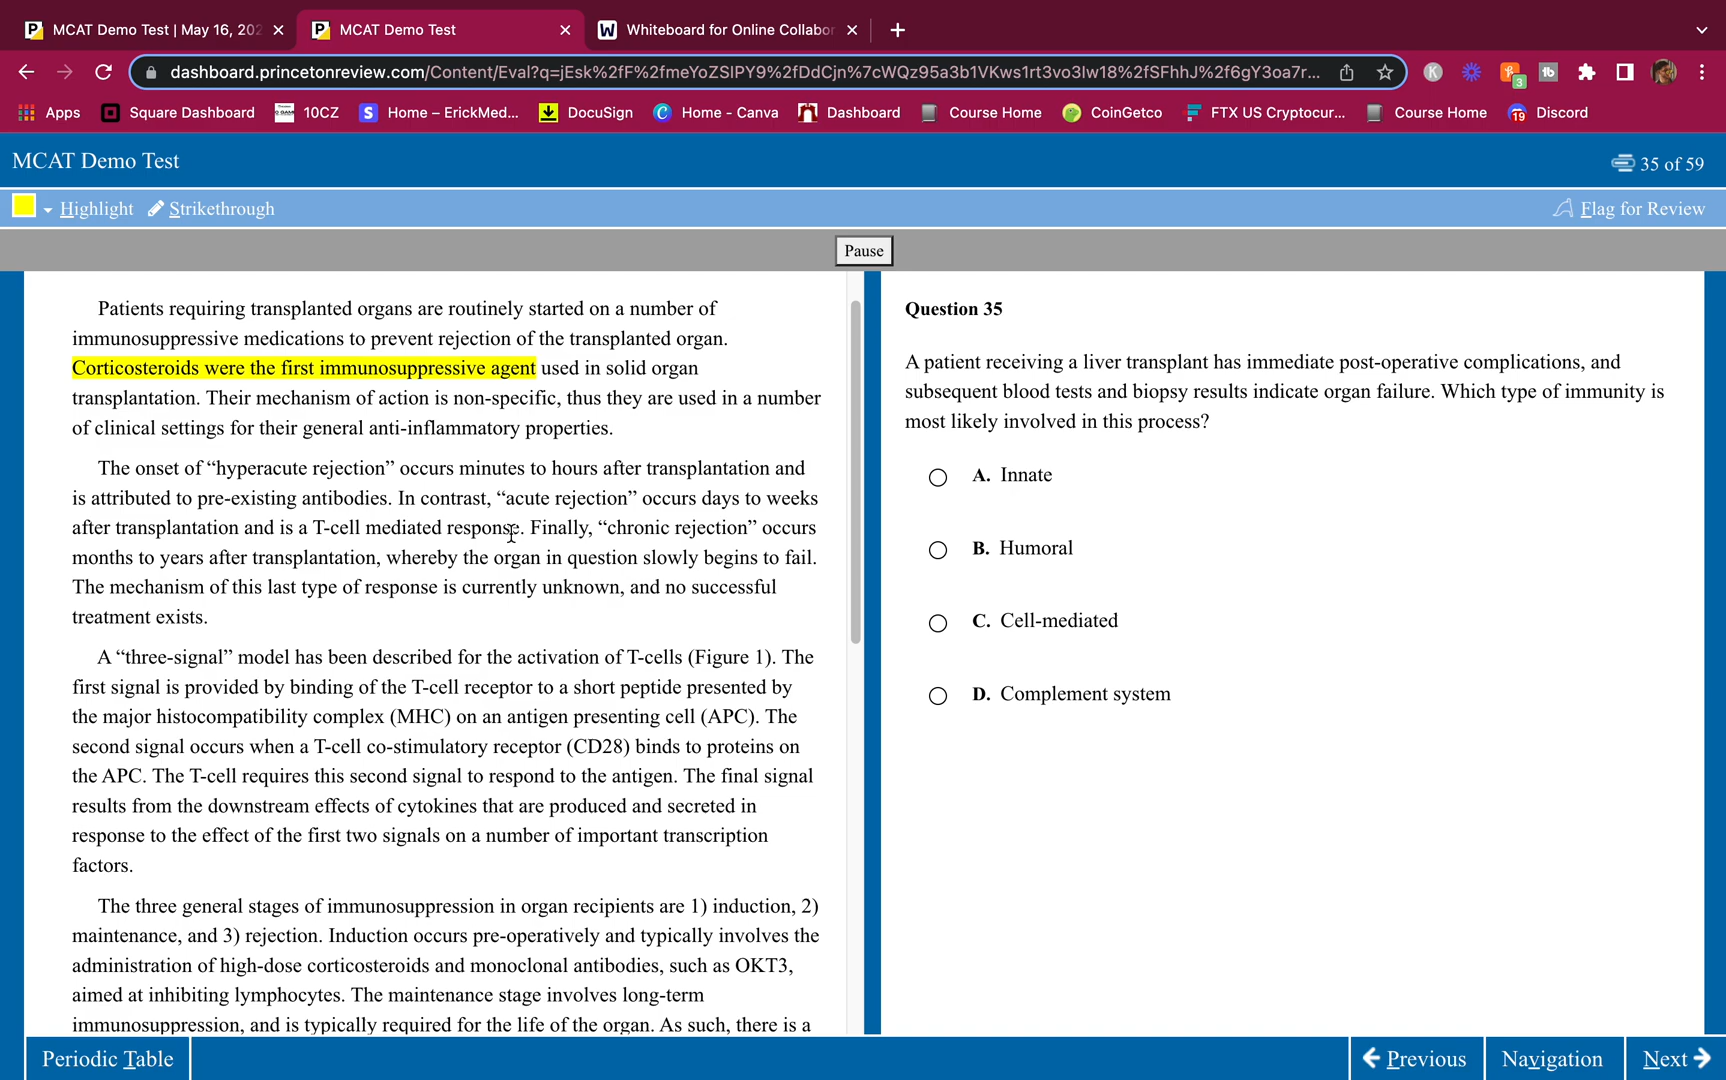 MCAT Demo Test | May 16, 202
MCAT Demo Test
Whiteboard for Online Collabor
dashboard.princetonreview.com/Content/Eval?q=jEsk%2fF%2fmeYoZSIPY9%2fDdCjn%7cWQz95a3b1VKws1rt3vo3lw18%2fSFhhJ%2f6gY3oa7r...
Apps
Square Dashboard
10CZ
Home – ErickMed...
DocuSign
Home - Canva
Dashboard
Course Home
CoinGetco
FTX US Cryptocur...
Course Home
19
Discord
MCAT Demo Test
35 of 59
Highlight
Strikethrough
Flag for Review
Pause
Patients requiring transplanted organs are routinely started on a number of
immunosuppressive medications to prevent rejection of the transplanted organ.
Corticosteroids were the first immunosuppressive agent used in solid organ
transplantation. Their mechanism of action is non-specific, thus they are used in a number
of clinical settings for their general anti-inflammatory properties.
The onset of “hyperacute rejection” occurs minutes to hours after transplantation and
is attributed to pre-existing antibodies. In contrast, “acute rejection” occurs days to weeks
after transplantation and is a T-cell mediated response. Finally, “chronic rejection” occurs
months to years after transplantation, whereby the organ in question slowly begins to fail.
The mechanism of this last type of response is currently unknown, and no successful
treatment exists.
A “three-signal” model has been described for the activation of T-cells (Figure 1). The
first signal is provided by binding of the T-cell receptor to a short peptide presented by
the major histocompatibility complex (MHC) on an antigen presenting cell (APC). The
second signal occurs when a T-cell co-stimulatory receptor (CD28) binds to proteins on
the APC. The T-cell requires this second signal to respond to the antigen. The final signal
results from the downstream effects of cytokines that are produced and secreted in
response to the effect of the first two signals on a number of important transcription
factors.
The three general stages of immunosuppression in organ recipients are 1) induction, 2)
maintenance, and 3) rejection. Induction occurs pre-operatively and typically involves the
administration of high-dose corticosteroids and monoclonal antibodies, such as OKT3,
aimed at inhibiting lymphocytes. The maintenance stage involves long-term
immunosuppression, and is typically required for the life of the organ. As such, there is a
Question 35
A patient receiving a liver transplant has immediate post-operative complications, and
subsequent blood tests and biopsy results indicate organ failure. Which type of immunity is
most likely involved in this process?
A. Innate
B. Humoral
C. Cell-mediated
D. Complement system
Periodic Table
Previous
Navigation
Next